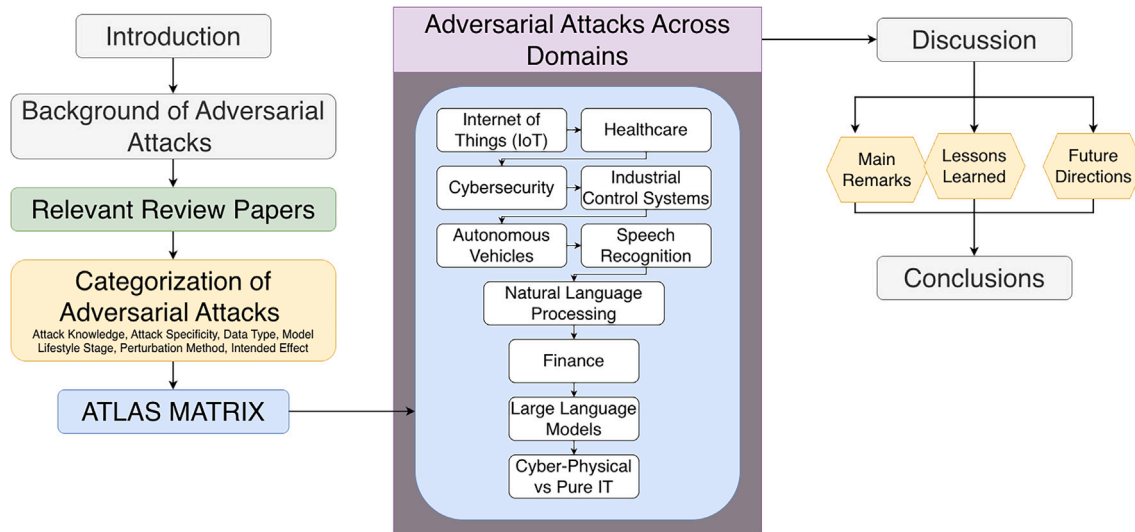 Introduction
Background of Adversarial
Attacks
Relevant Review Papers
Categorization of
Adversarial Attacks
Attack Knowledge, Attack Specificity, Data Type, Model
Lifestyle Stage, Perturbation Method, Intended Effect
ATLAS MATRIX
Adversarial Attacks Across
Domains
Internet of
Things (IoT)
Healthcare
Cybersecurity
Industrial
Control Systems
Autonomous
Vehicles
Speech
Recognition
Natural Language
Processing
Finance
Large Language
Models
Cyber-Physical
vs Pure IT
Discussion
Main
Remarks
Lessons
Learned
Future
Directions
Conclusions